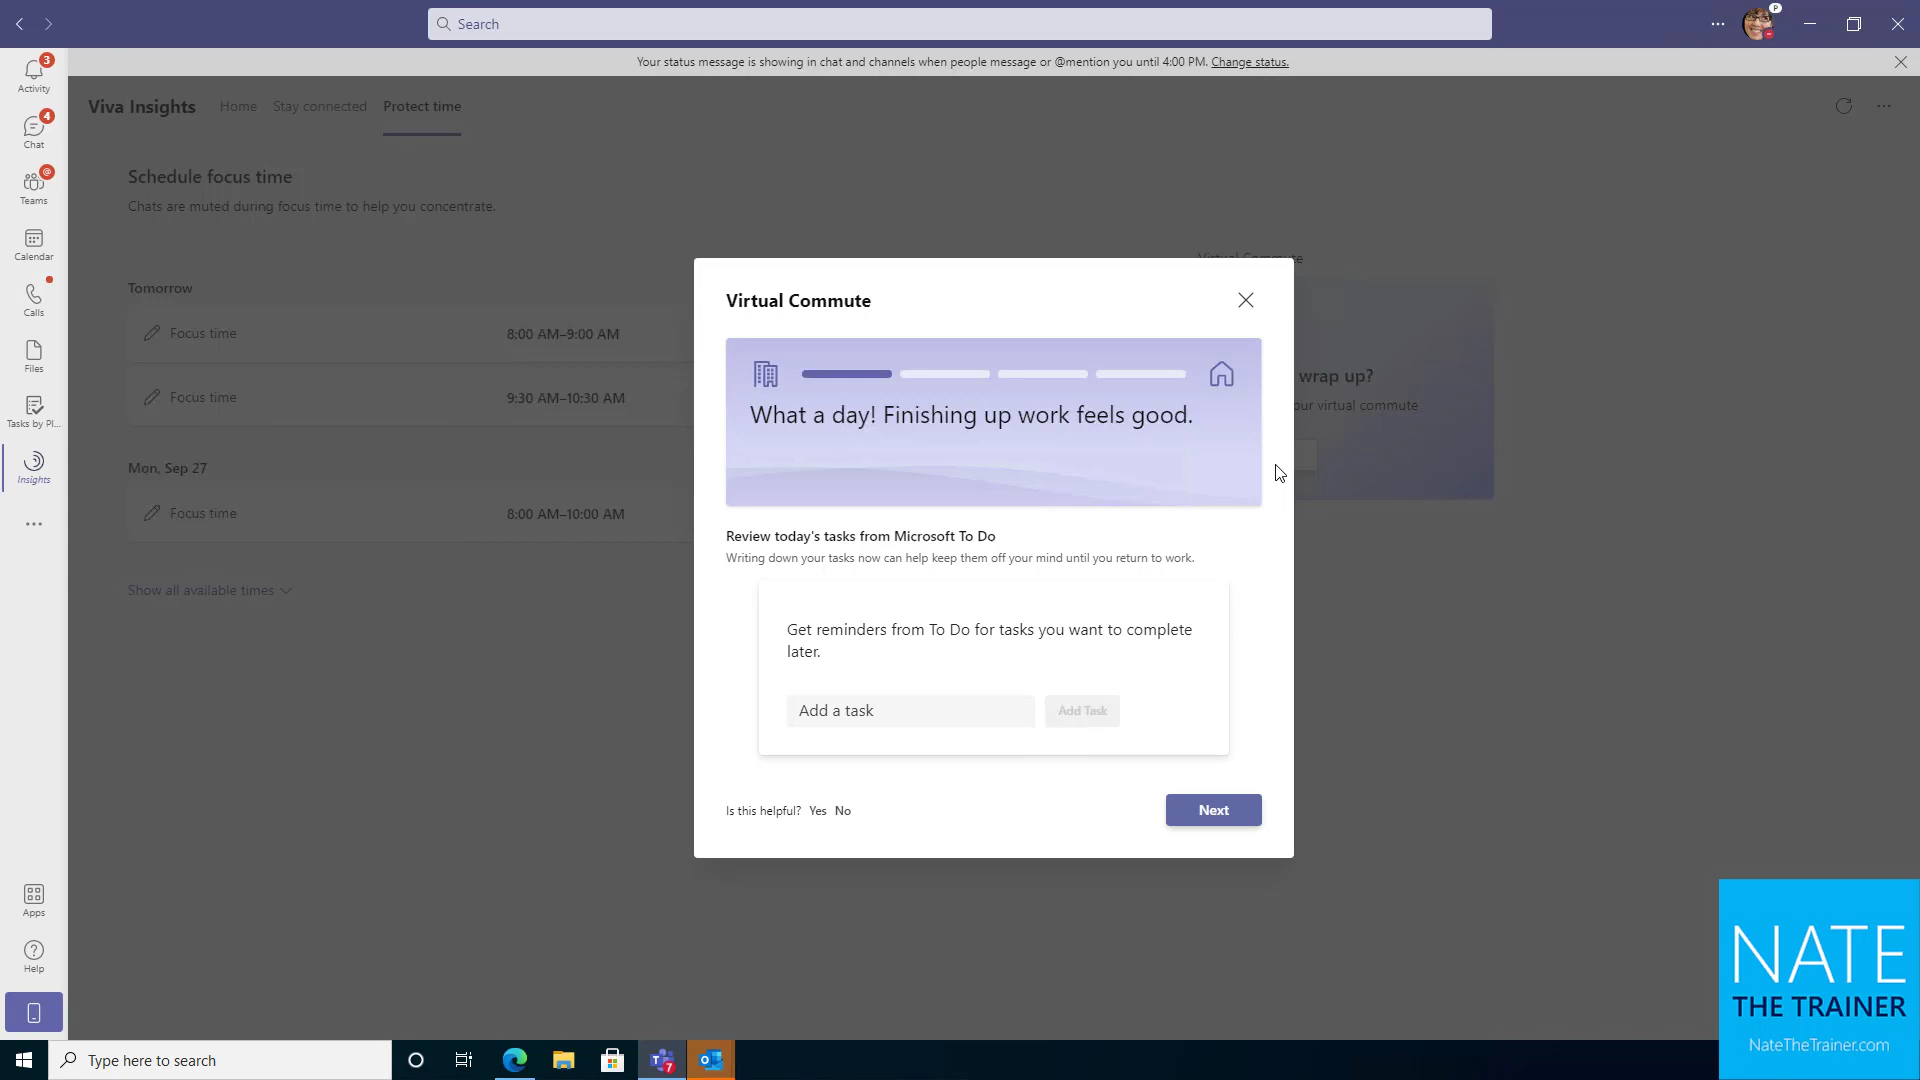 Search
P
Your status message is showing in chat and channels when people message or @mention you until 4:00 PM. Change status.
3
Activity
4
Chat
@
Teams
Calendar
Calls
Files
Tasks by Pl...
Insights
Apps
Help
Viva Insights Home Stay connected Protect time
Schedule focus time
Chats are muted during focus time to help you concentrate.
Tomorrow
Focus time 8:00 AM–9:00 AM
Focus time 9:30 AM–10:30 AM
Mon, Sep 27
Focus time 8:00 AM–10:00 AM
Show all available times
Virtual Commute
wrap up?
our virtual commute
Virtual Commute
What a day! Finishing up work feels good.
Review today's tasks from Microsoft To Do
Writing down your tasks now can help keep them off your mind until you return to work.
Get reminders from To Do for tasks you want to complete
later.
Add a task Add Task
Is this helpful? Yes No Next
NATE
THE TRAINER
NateTheTrainer.com
Type here to search
T
7